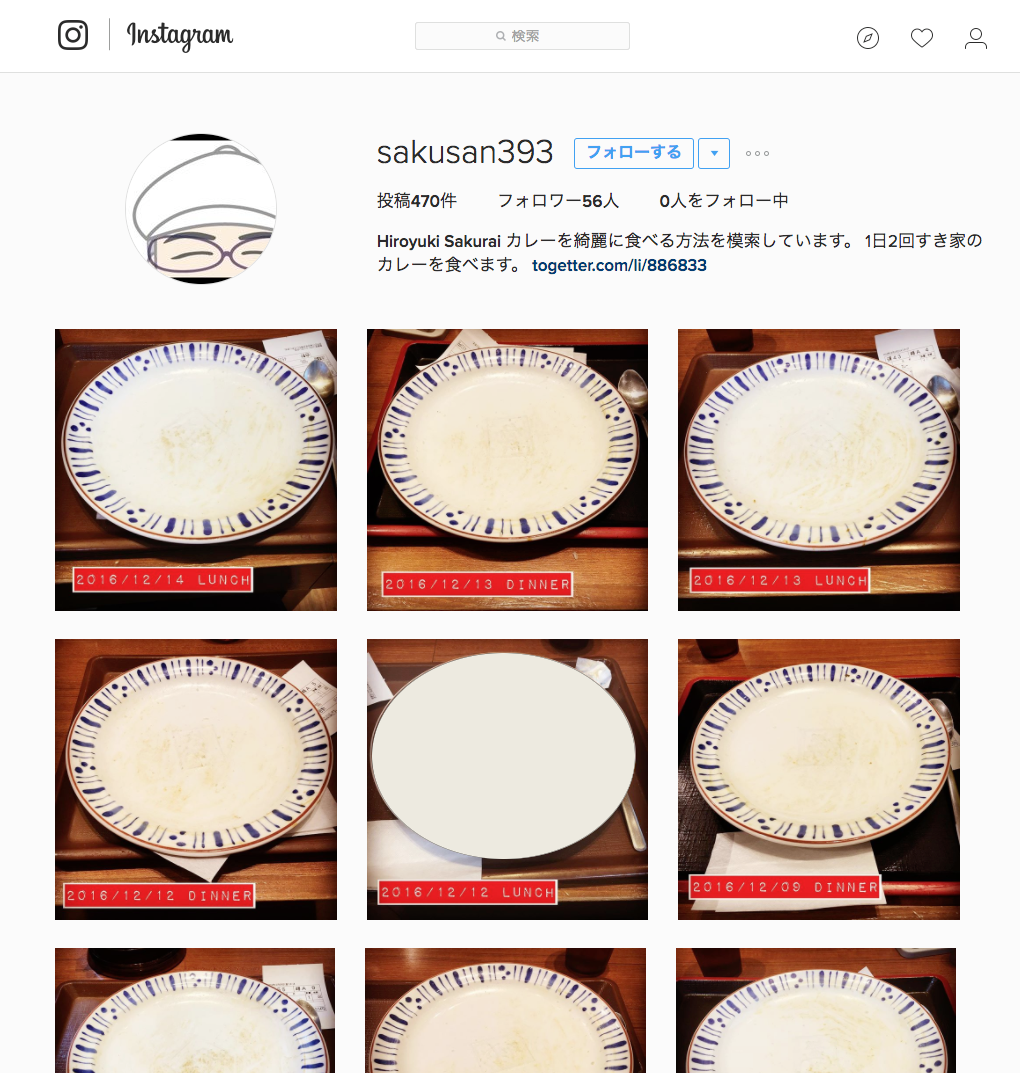 Instagram
検索
sakusan393 フォローする
投稿470件 フォロワー56人 0人をフォロー中
Hiroyuki Sakurai カレーを綺麗に食べる方法を模索しています。 1日2回すき家の
カレーを食べます。 togetter.com/li/886833
2016/12/14 LUNCH
2016/12/13 DINNER
2016/12/13 LUNCH
2016/12/12 DINNER
2016/12/12 LUNCH
2016/12/09 DINNER